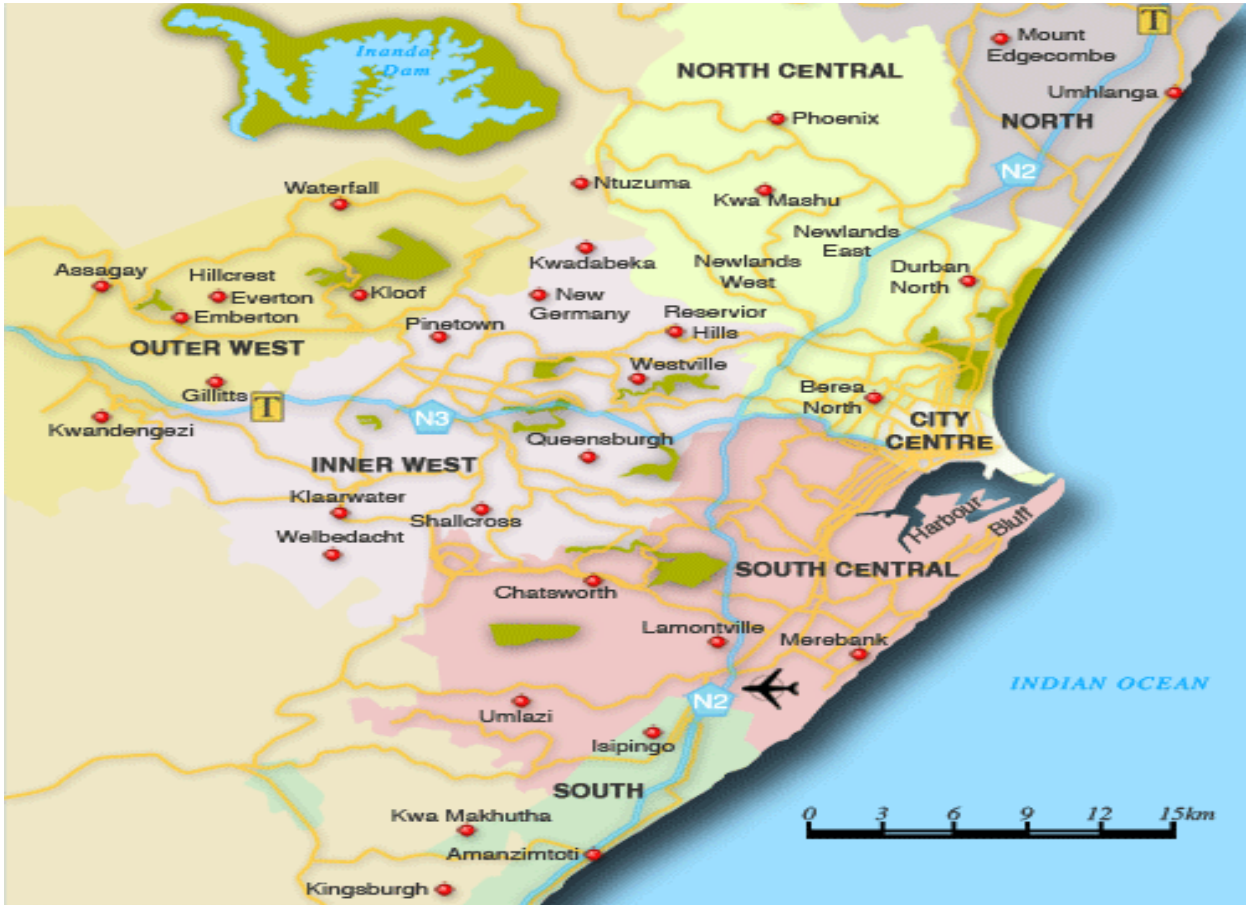 T
Mount
Edgecombe
Inanda
Dam
NORTH CENTRAL
Umhlanga
Phoenix
NORTH
N2
Ntuzuma
Waterfall
Kwa Mashu
Newlands
East
Kwadabeka
Newlands
West
Assagay
Hillcrest
Durban
North
Everton
Kloof
New
Germany
Emberton
Pinetown
Reservior
Hills
OUTER WEST
Westville
Gillitts
T
Berea
North
N3
CITY
CENTRE
Kwandengezi
Queensburgh
INNER WEST
Klaarwater
Shallcross
Harbour
Bluff
Welbedacht
SOUTH CENTRAL
Chatsworth
Lamontville
Merebank
INDIAN OCEAN
N2
Umlazi
Isipingo
SOUTH
Kwa Makhutha
0 3 6 9 12 15km
Amanzimtoti
Kingsburgh